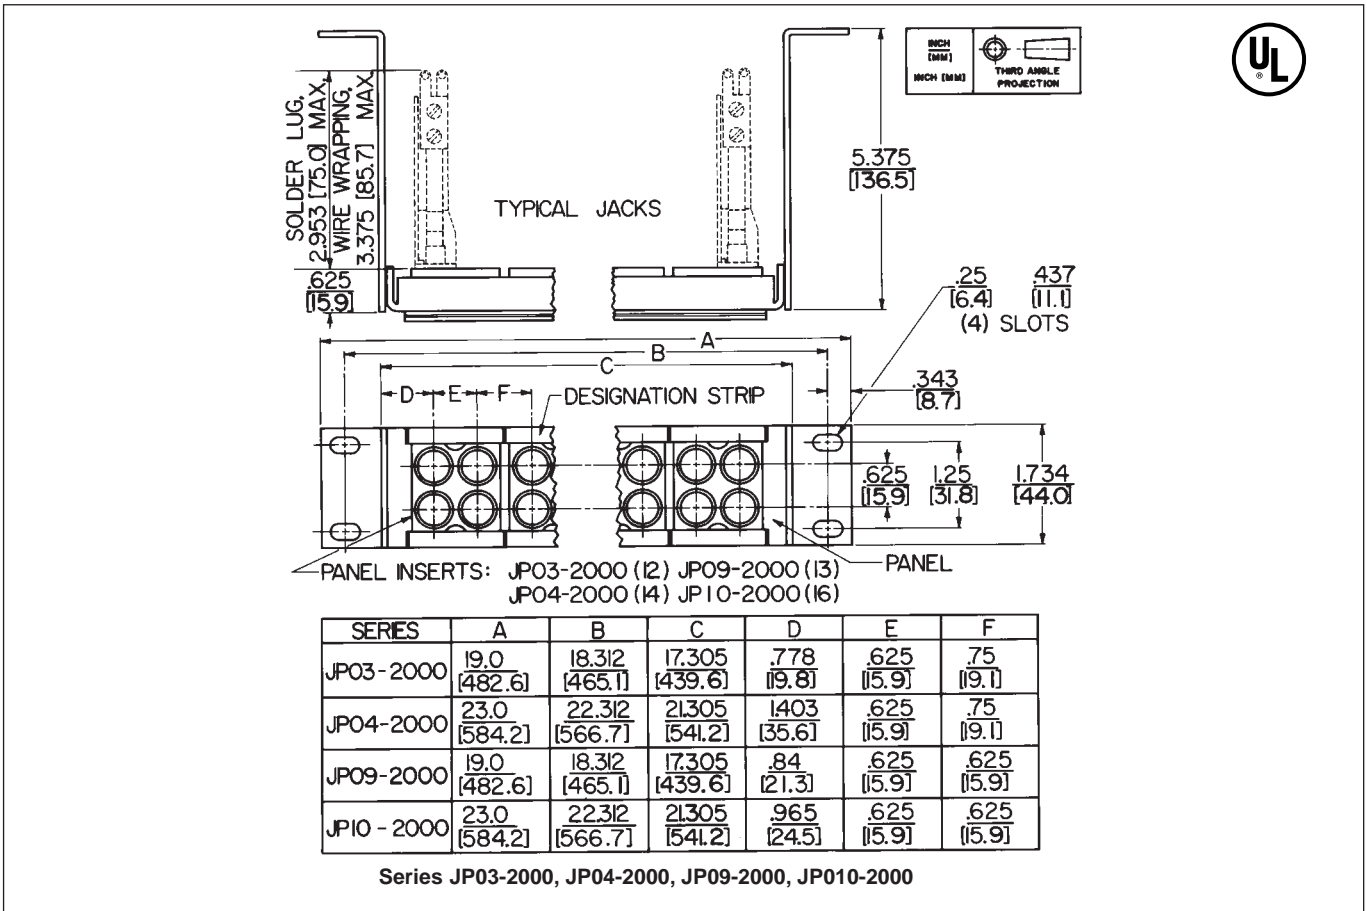 INCH
[MM]
INCH [MM]
THIRD ANGLE
PROJECTION
UL
®
SOLDER LUG,
2.953 [75.0] MAX,
WIRE WRAPPING,
3.375 [85.7] MAX
5.375
[136.5]
TYPICAL JACKS
.625
[15.9]
.25 .437
[6.4] [11.1]
(4) SLOTS
A
B
C
D E F
DESIGNATION STRIP
.343
[8.7]
.625 1.25 1.734
[15.9] [31.8] [44.0]
PANEL
PANEL INSERTS: JP03-2000 (12) JP09-2000 (13)
JP04-2000 (14) JP10-2000 (16)
SERIES A B C D E F
JP03-2000 19.0 18.312 17.305 .778 .625 .75
[482.6] [465.1] [439.6] [19.8] [15.9] [19.1]
JP04-2000 23.0 22.312 21.305 1.403 .625 .75
[584.2] [566.7] [541.2] [35.6] [15.9] [19.1]
JP09-2000 19.0 18.312 17.305 .84 .625 .625
[482.6] [465.1] [439.6] [21.3] [15.9] [15.9]
JP10-2000 23.0 22.312 21.305 .965 .625 .625
[584.2] [566.7] [541.2] [24.5] [15.9] [15.9]
Series JP03-2000, JP04-2000, JP09-2000, JP010-2000